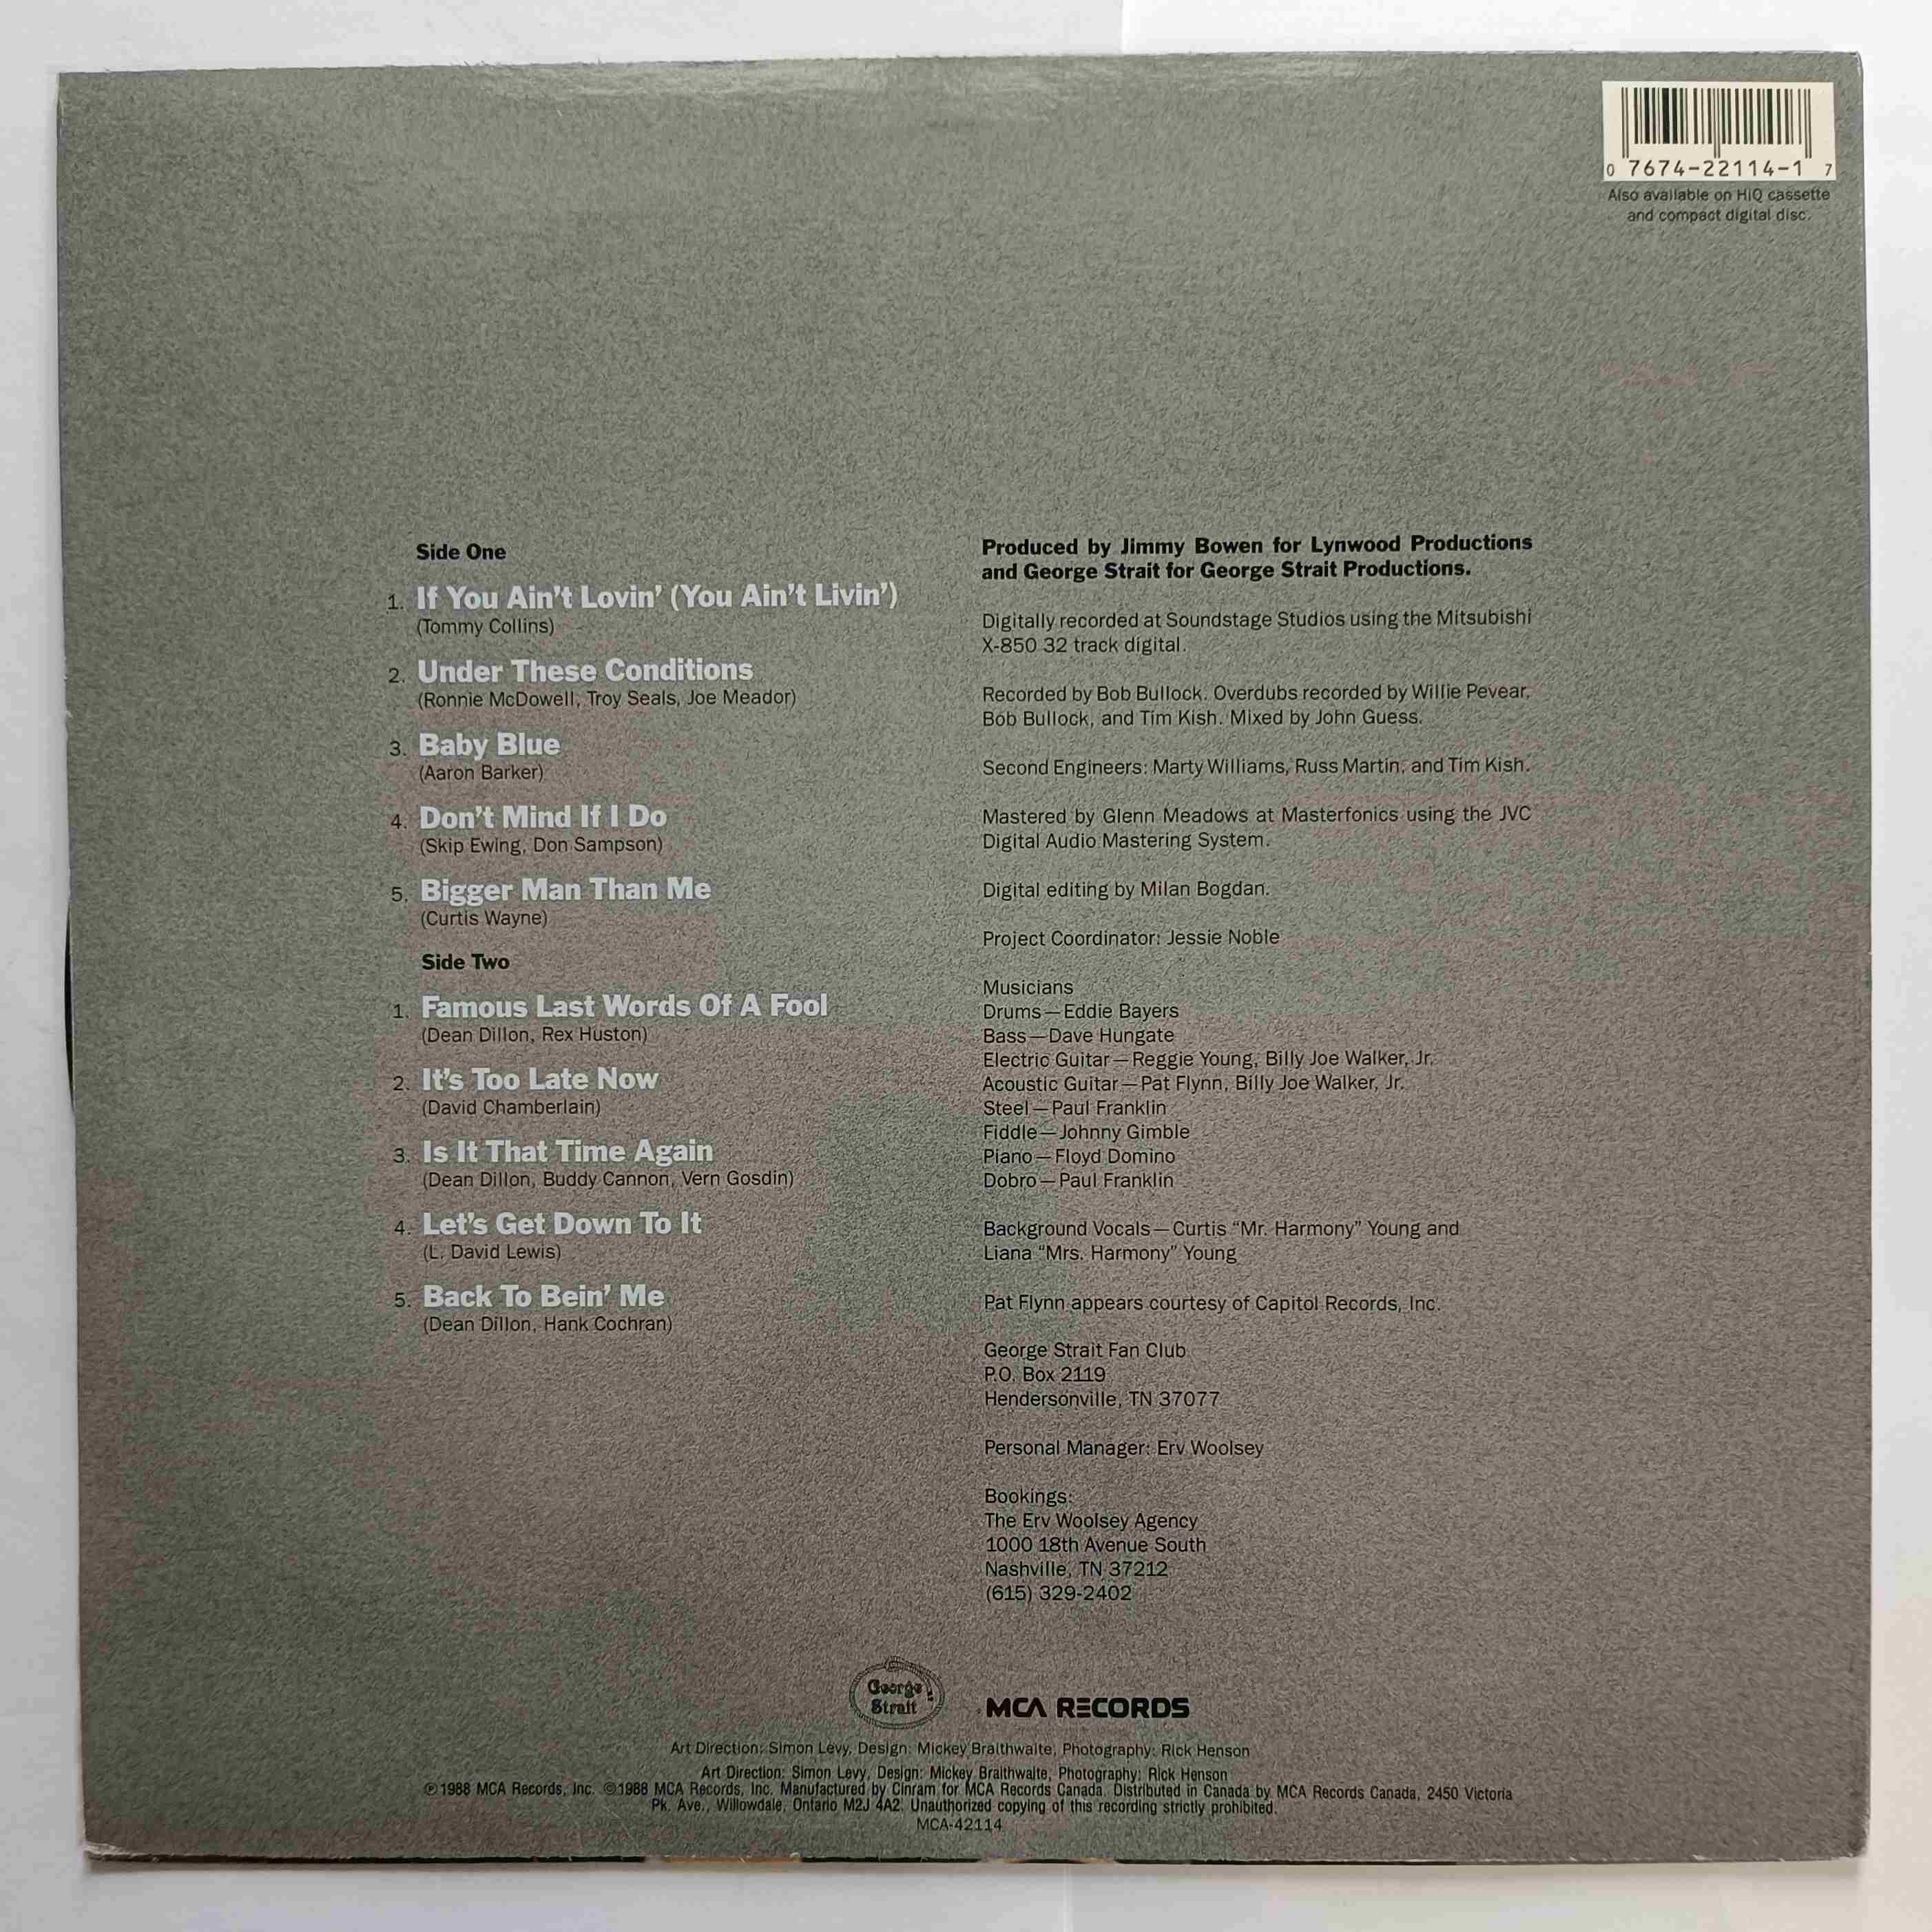 0 7674-22114-1 7
Also available on HiQ cassette
and compact digital disc.
Side One
1. If You Ain't Lovin' (You Ain't Livin')
(Tommy Collins)
2. Under These Conditions
(Ronnie McDowell, Troy Seals, Joe Meador)
3. Baby Blue
(Aaron Barker)
4. Don't Mind If I Do
(Skip Ewing, Don Sampson)
5. Bigger Man Than Me
(Curtis Wayne)
Side Two
1. Famous Last Words Of A Fool
(Dean Dillon, Rex Huston)
2. It's Too Late Now
(David Chamberlain)
3. Is It That Time Again
(Dean Dillon, Buddy Cannon, Vern Gosdin)
4. Let's Get Down To It
(L. David Lewis)
5. Back To Bein' Me
(Dean Dillon, Hank Cochran)
Produced by Jimmy Bowen for Lynwood Productions
and George Strait for George Strait Productions.
Digitally recorded at Soundstage Studios using the Mitsubishi
X-850 32 track digital.
Recorded by Bob Bullock. Overdubs recorded by Willie Pevear,
Bob Bullock, and Tim Kish. Mixed by John Guess.
Second Engineers: Marty Williams, Russ Martin, and Tim Kish.
Mastered by Glenn Meadows at Masterfonics using the JVC
Digital Audio Mastering System.
Digital editing by Milan Bogdan.
Project Coordinator: Jessie Noble
Musicians
Drums—Eddie Bayers
Bass—Dave Hungate
Electric Guitar—Reggie Young, Billy Joe Walker, Jr.
Acoustic Guitar—Pat Flynn, Billy Joe Walker, Jr.
Steel—Paul Franklin
Fiddle—Johnny Gimble
Piano—Floyd Domino
Dobro—Paul Franklin
Background Vocals—Curtis "Mr. Harmony" Young and
Liana "Mrs. Harmony" Young
Pat Flynn appears courtesy of Capitol Records, Inc.
George Strait Fan Club
P.O. Box 2119
Hendersonville, TN 37077
Personal Manager: Erv Woolsey
Bookings:
The Erv Woolsey Agency
1000 18th Avenue South
Nashville, TN 37212
(615) 329-2402
George
Strait
MCA RECORDS
Art Direction: Simon Levy, Design: Mickey Braithwaite, Photography: Rick Henson
Art Direction: Simon Levy, Design: Mickey Braithwaite, Photography: Rick Henson
℗1988 MCA Records, Inc. ©1988 MCA Records, Inc. Manufactured by Cinram for MCA Records Canada. Distributed in Canada by MCA Records Canada, 2450 Victoria
Pk. Ave., Willowdale, Ontario M2J 4A2. Unauthorized copying of this recording strictly prohibited.
MCA-42114